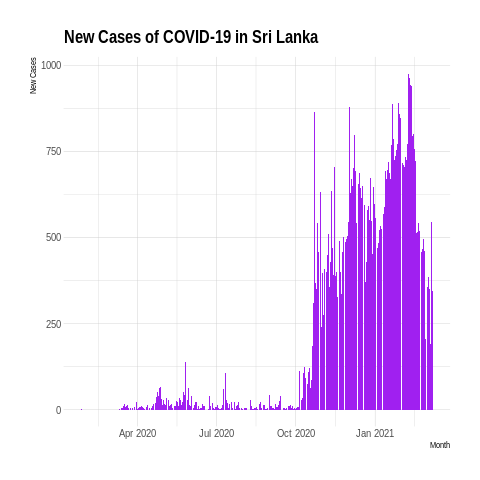 New Cases of COVID-19 in Sri Lanka
New Cases
1000
750
500
250
0
Apr 2020 Jul 2020 Oct 2020 Jan 2021
Month